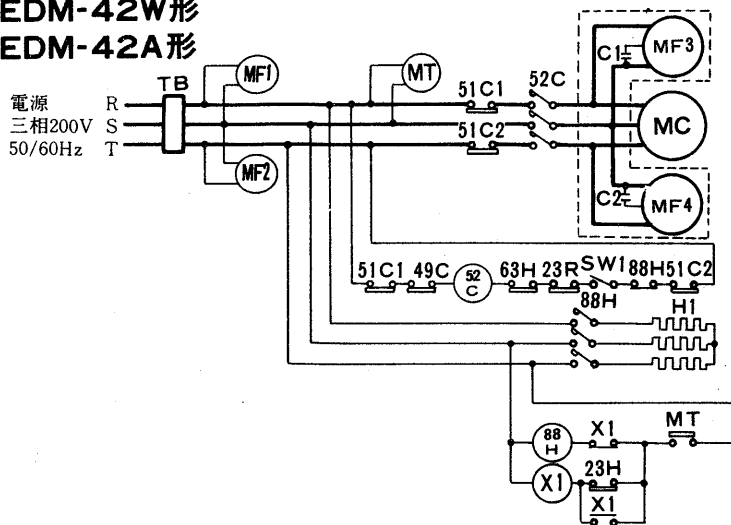 EDM-42W形
EDM-42A形
TB
MF1
MT
51C1
52C
C1
MF3
電源 R
三相200V S
50/60Hz T
51C2
MC
MF2
C2
MF4
51C1
49C
52
C
63H
23R
SW1
88H
51C2
88H
H1
88
H
X1
MT
X1
23H
X1